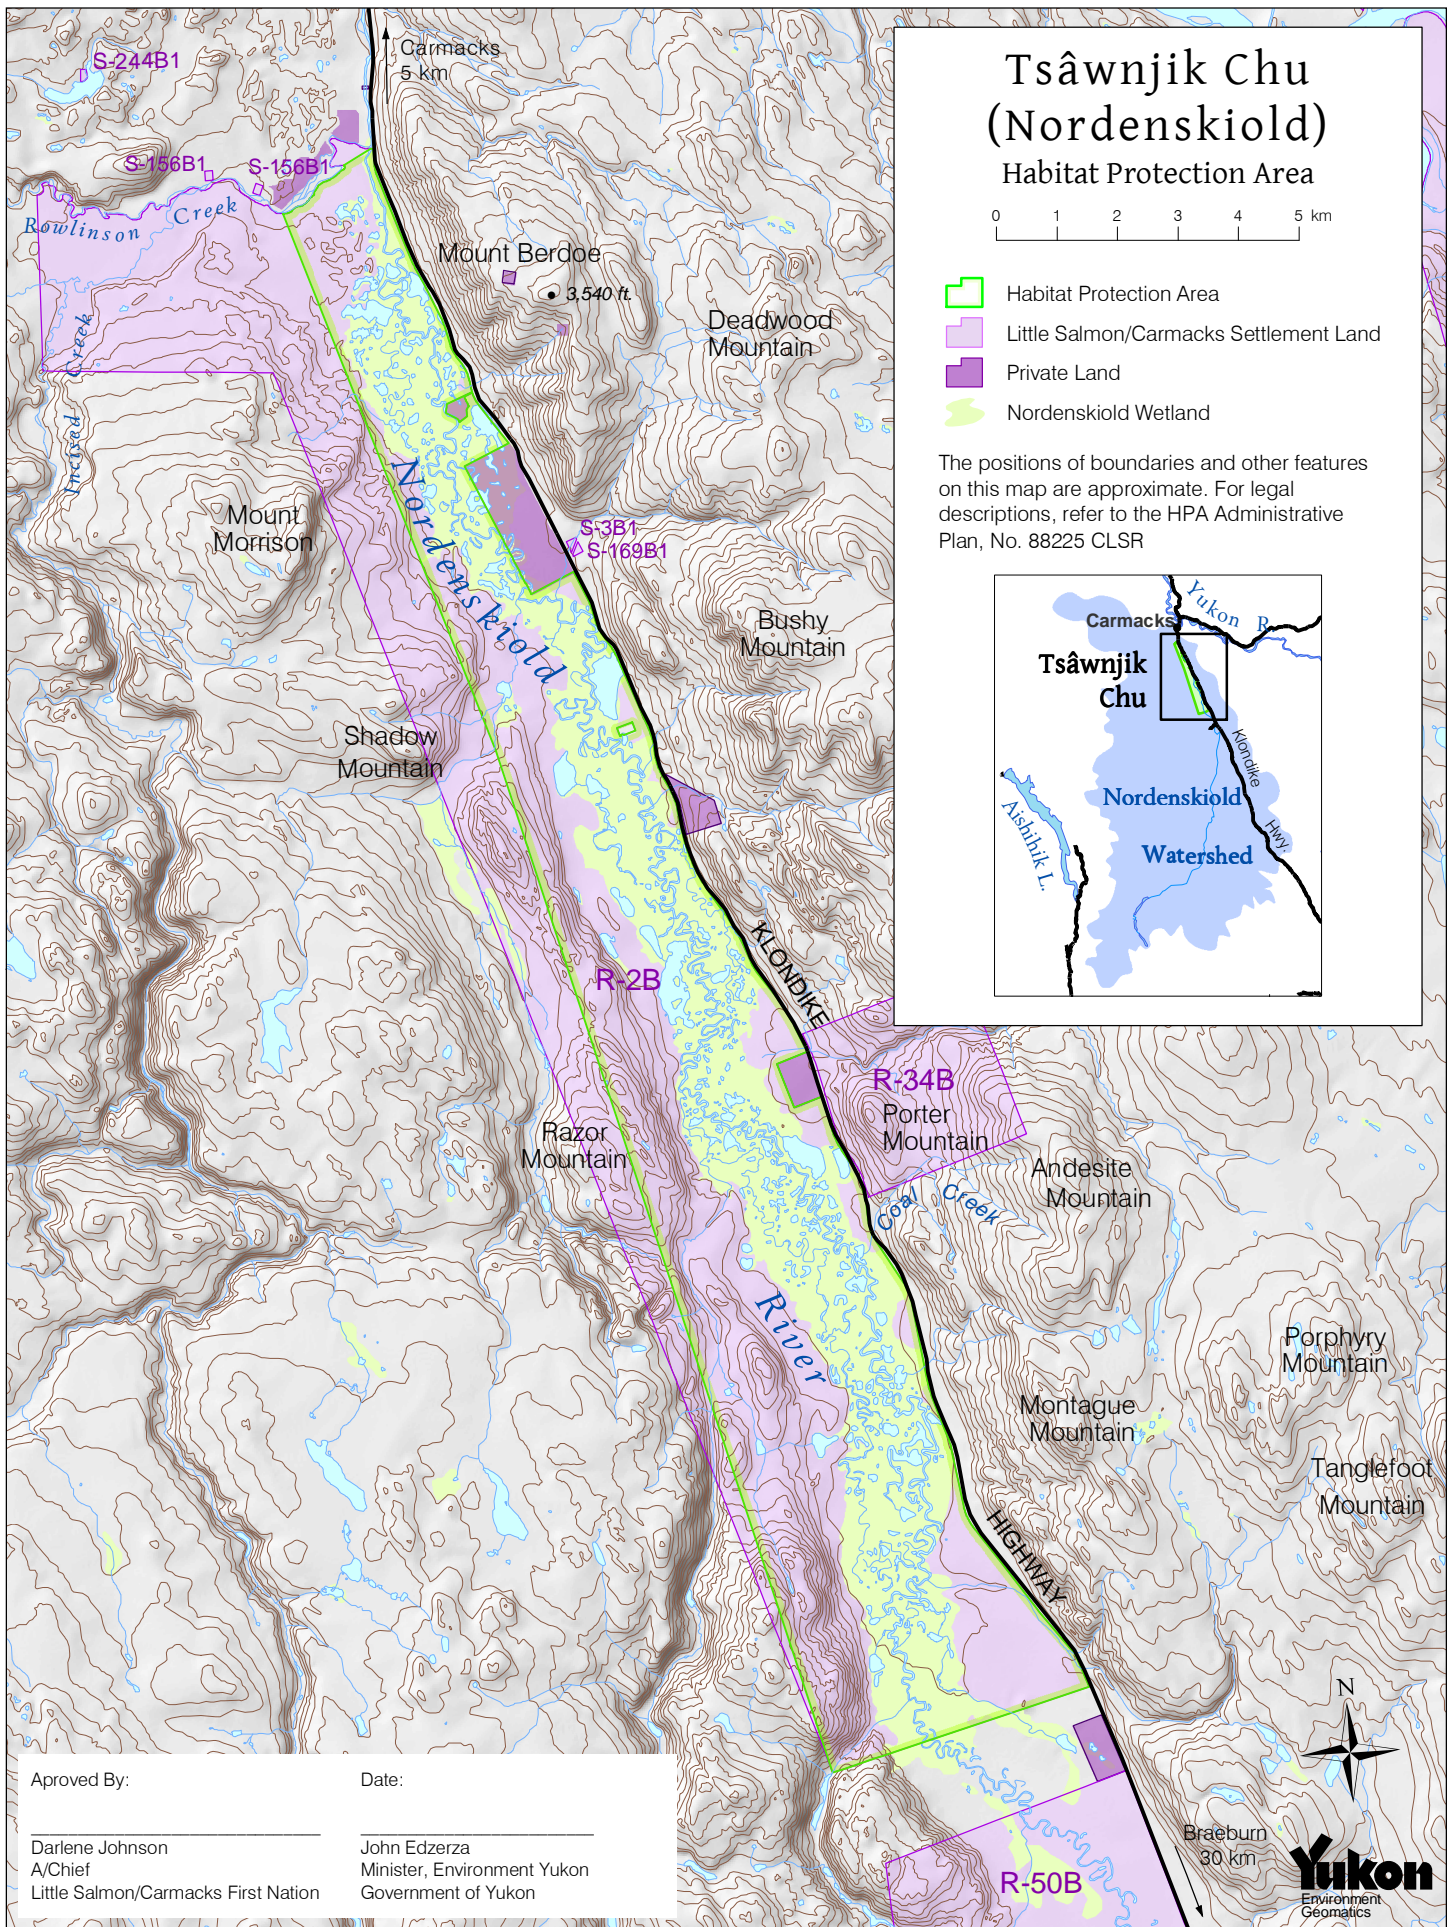 Tsâwnjik Chu
(Nordenskiold)
Habitat Protection Area
0 1 2 3 4 5 km
Habitat Protection Area
Little Salmon/Carmacks Settlement Land
Private Land
Nordenskiold Wetland
The positions of boundaries and other features
on this map are approximate. For legal
descriptions, refer to the HPA Administrative
Plan, No. 88225 CLSR
Yukon R.
Carmacks
Tsâwnjik
Chu
Klondike
Hwy.
Nordenskiold
Watershed
Aishihik L.
Carmacks
5 km
S-244B1
S-156B1
S-156B1
Rowlinson Creek
Incised Creek
Mount Berdoe
3,540 ft.
Deadwood
Mountain
Mount
Morrison
Nordenskiold
S-3B1
S-169B1
Bushy
Mountain
Shadow
Mountain
R-2B
KLONDIKE
R-34B
Porter
Mountain
Razor
Mountain
Andesite
Mountain
Coal Creek
River
Porphyry
Mountain
Montague
Mountain
Tanglefoot
Mountain
HIGHWAY
N
Braeburn
30 km
R-50B
Yukon
Environment
Geomatics
Aproved By:
Date:
Darlene Johnson
A/Chief
Little Salmon/Carmacks First Nation
John Edzerza
Minister, Environment Yukon
Government of Yukon